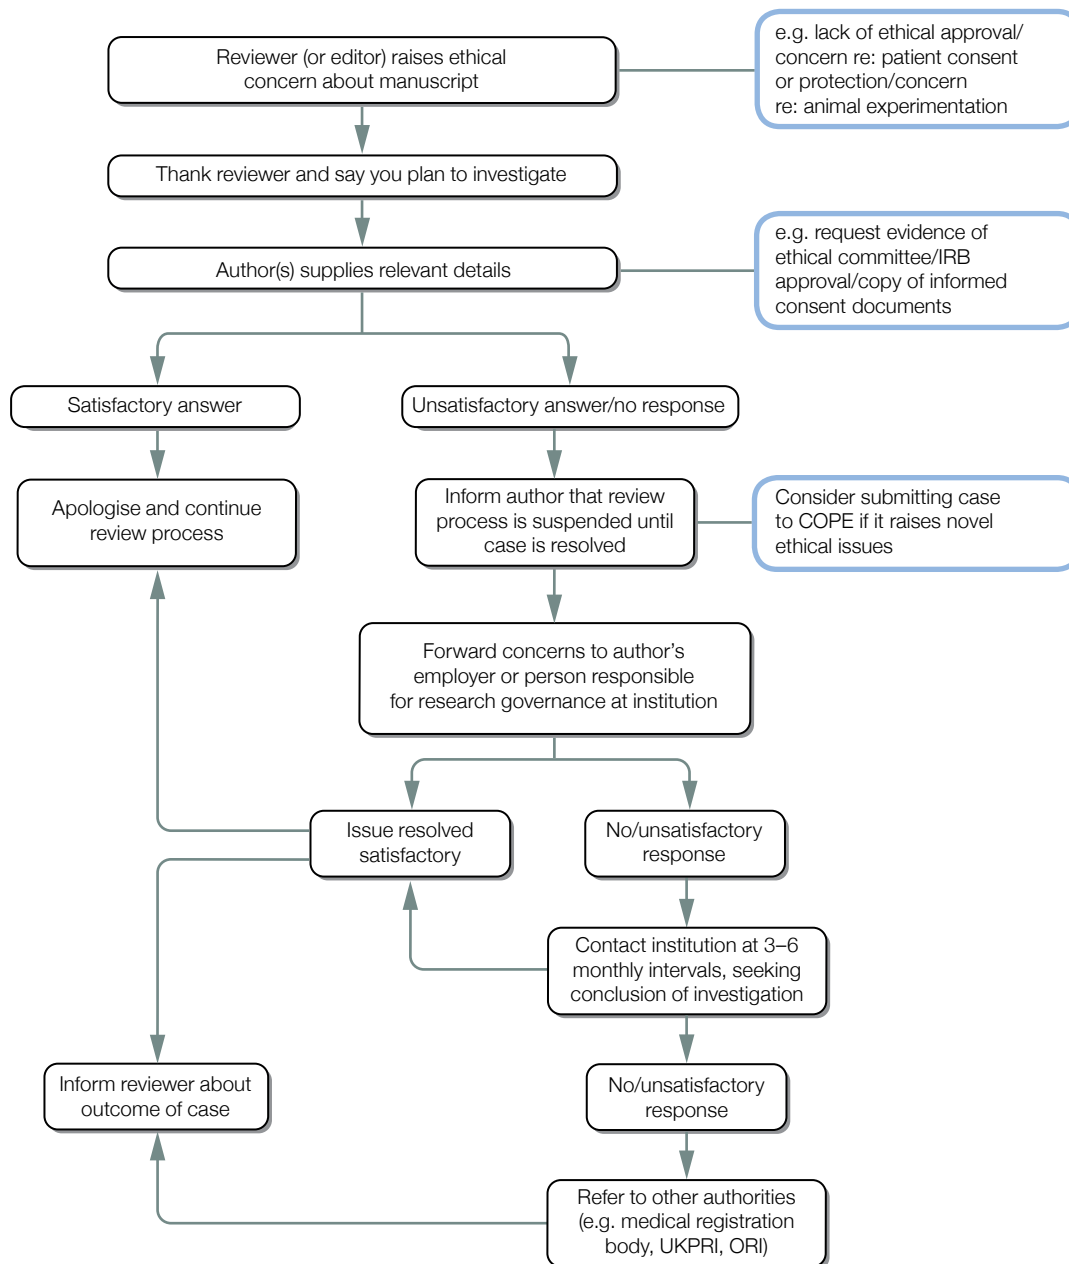 Reviewer (or editor) raises ethical
concern about manuscript
e.g. lack of ethical approval/
concern re: patient consent
or protection/concern
re: animal experimentation
Thank reviewer and say you plan to investigate
Author(s) supplies relevant details
e.g. request evidence of
ethical committee/IRB
approval/copy of informed
consent documents
Satisfactory answer
Unsatisfactory answer/no response
Apologise and continue
review process
Inform author that review
process is suspended until
case is resolved
Consider submitting case
to COPE if it raises novel
ethical issues
Forward concerns to author’s
employer or person responsible
for research governance at institution
Issue resolved
satisfactory
No/unsatisfactory
response
Contact institution at 3–6
monthly intervals, seeking
conclusion of investigation
Inform reviewer about
outcome of case
No/unsatisfactory
response
Refer to other authorities
(e.g. medical registration
body, UKPRI, ORI)